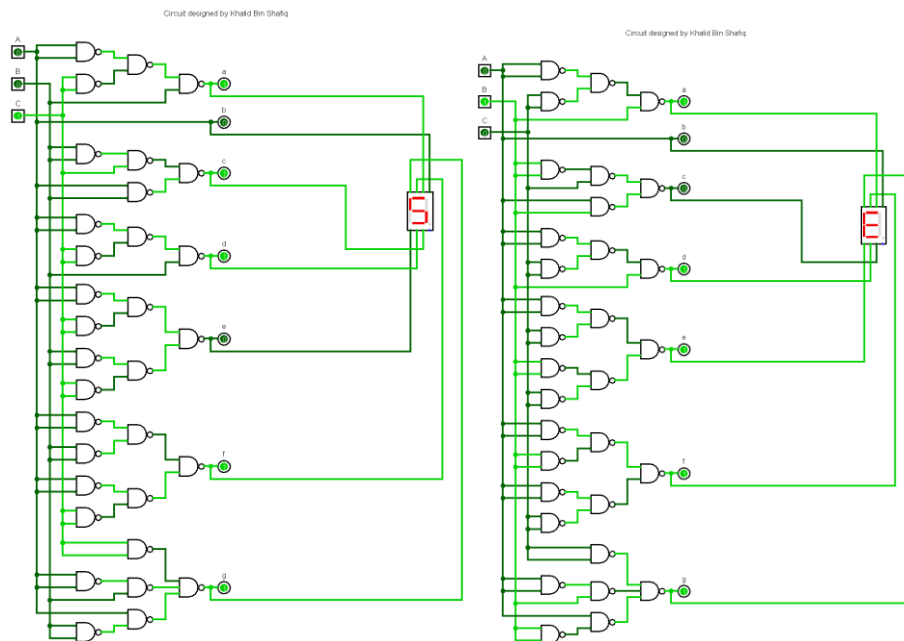 Circuit designed by Khalid Bin Shafiq
A
B
C
a
b
c
d
e
f
g
Circuit designed by Khalid Bin Shafiq
A
B
C
a
b
c
d
e
f
g